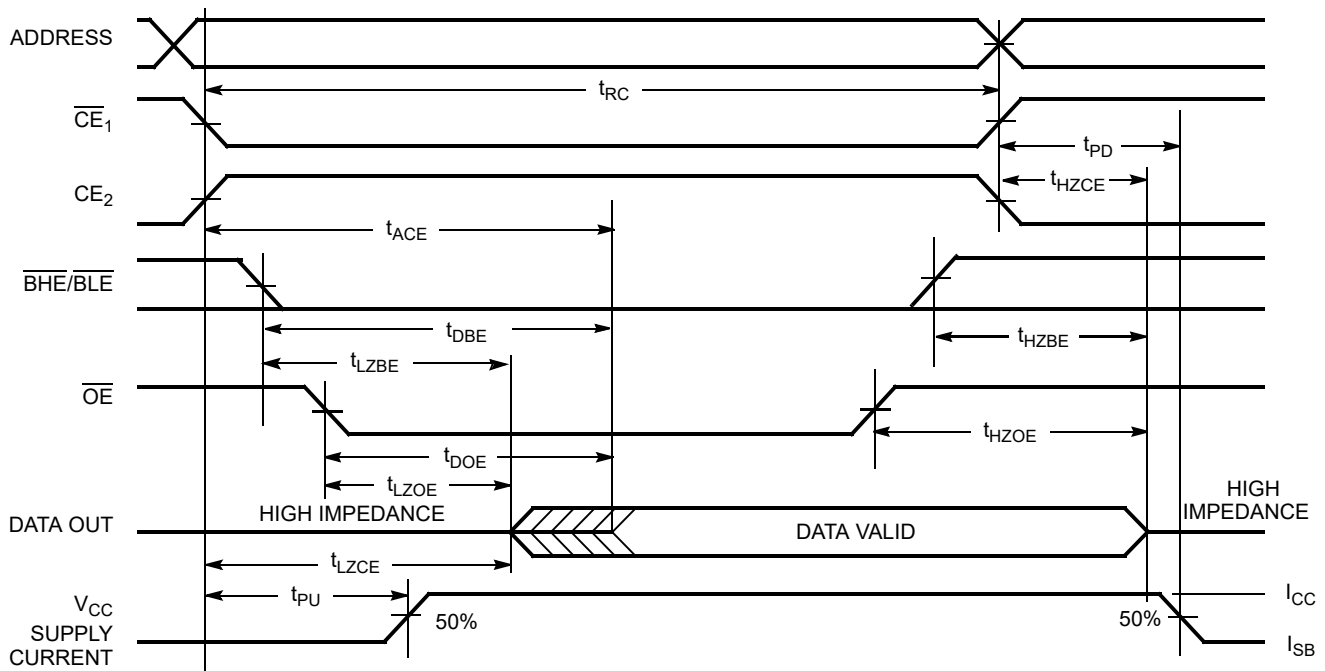 ADDRESS
tRC
CE1
tPD
tHZCE
CE2
tACE
BHE/BLE
tDBE
tHZBE
tLZBE
OE
tHZOE
tDOE
tLZOE
HIGH IMPEDANCE
HIGH
IMPEDANCE
DATA OUT
DATA VALID
tLZCE
tPU
VCC
SUPPLY
CURRENT
50%
50%
ICC
ISB